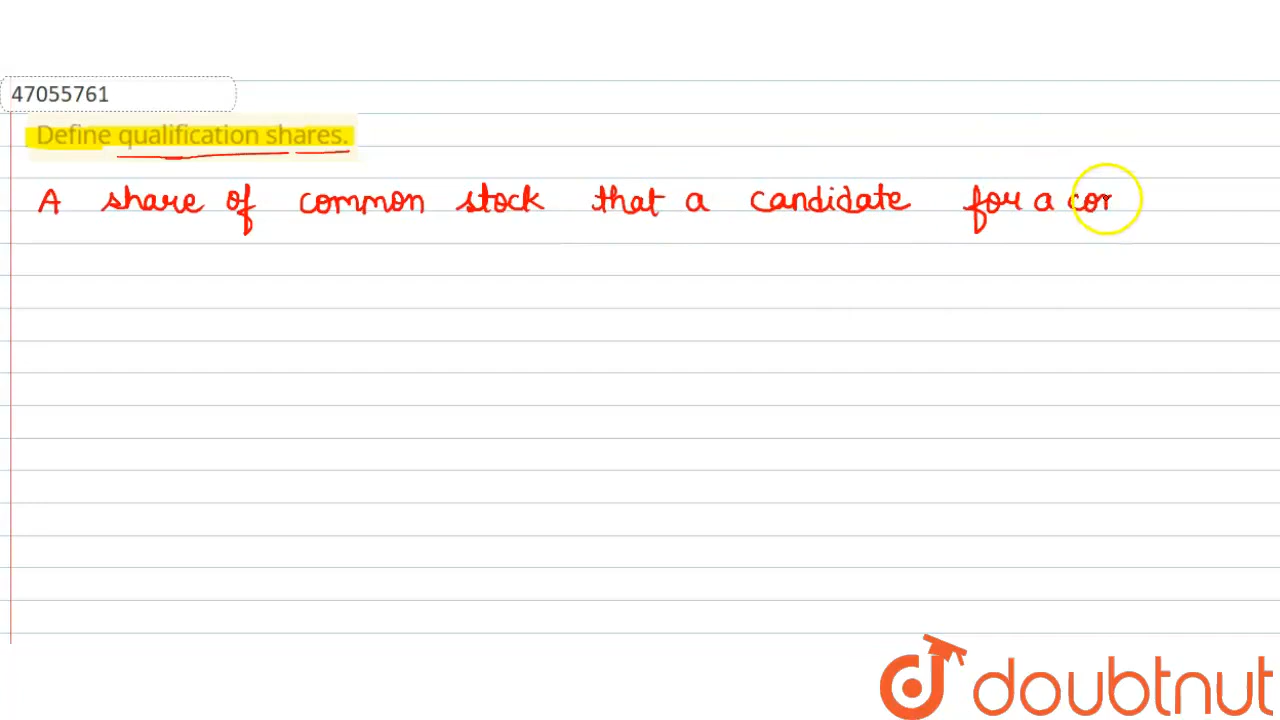 47055761
Define qualification shares.
A share of common stock that a candidate for a cor
doubtnut